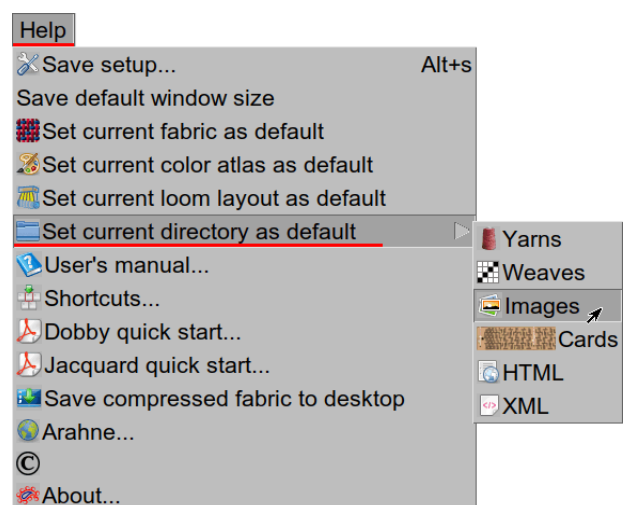 Help
Save setup... Alt+s
Save default window size
Set current fabric as default
Set current color atlas as default
Set current loom layout as default
Set current directory as default
User's manual...
Shortcuts...
Dobby quick start...
Jacquard quick start...
Save compressed fabric to desktop
Arahne...
©
About...
Yarns
Weaves
Images
Cards
HTML
XML